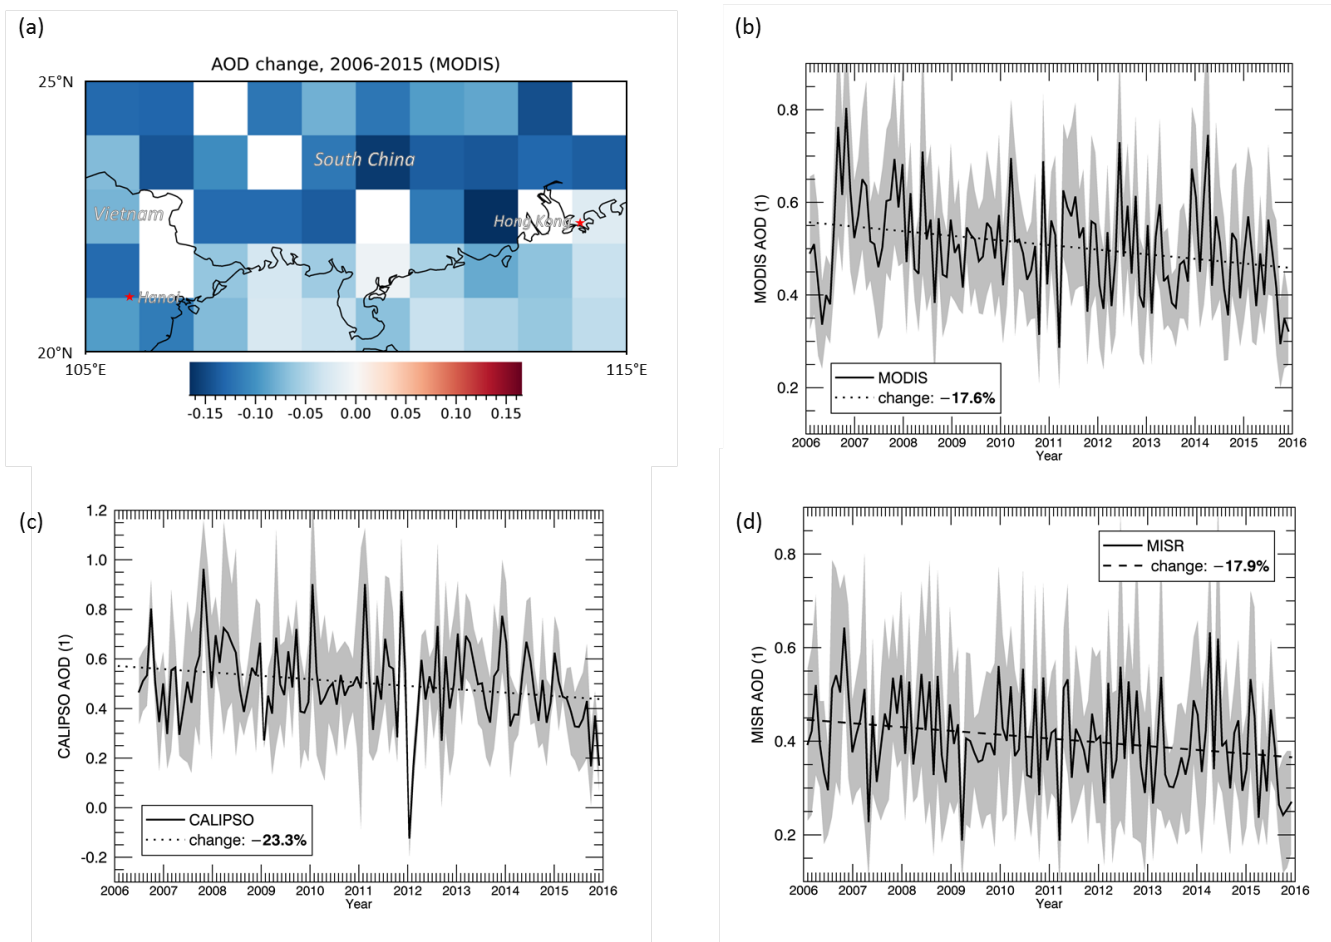 (a)
AOD change, 2006-2015 (MODIS)
25°N
South China
Vietnam
Hong Kong
Hanoi
20°N
105°E
115°E
-0.15 -0.10 -0.05 0.00 0.05 0.10 0.15
(b)
MODIS AOD (1)
0.8
0.6
0.4
0.2
MODIS
change: −17.6%
2006 2007 2008 2009 2010 2011 2012 2013 2014 2015 2016
Year
(c)
CALIPSO AOD (1)
1.2
1.0
0.8
0.6
0.4
0.2
0.0
-0.2
CALIPSO
change: −23.3%
2006 2007 2008 2009 2010 2011 2012 2013 2014 2015 2016
Year
(d)
MISR AOD (1)
0.8
0.6
0.4
0.2
MISR
change: −17.9%
2006 2007 2008 2009 2010 2011 2012 2013 2014 2015 2016
Year